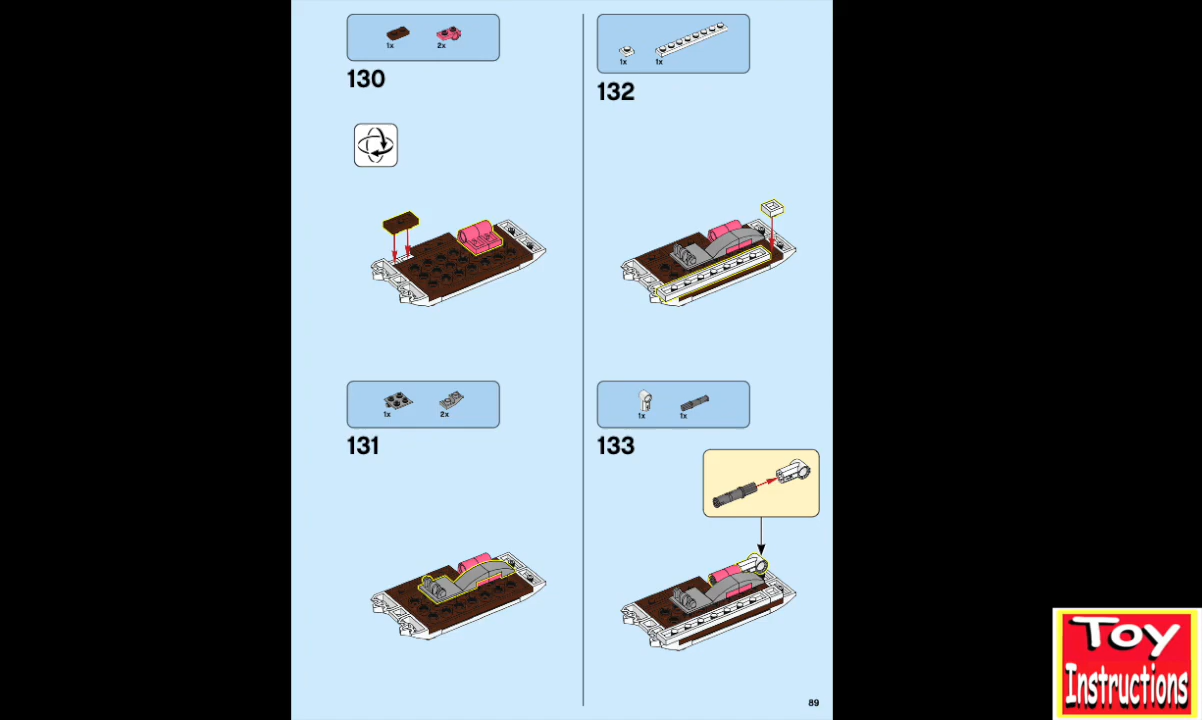 1x 2x
130
1x 2x
131
1x 1x
132
1x 1x
133
89
Toy
Instructions